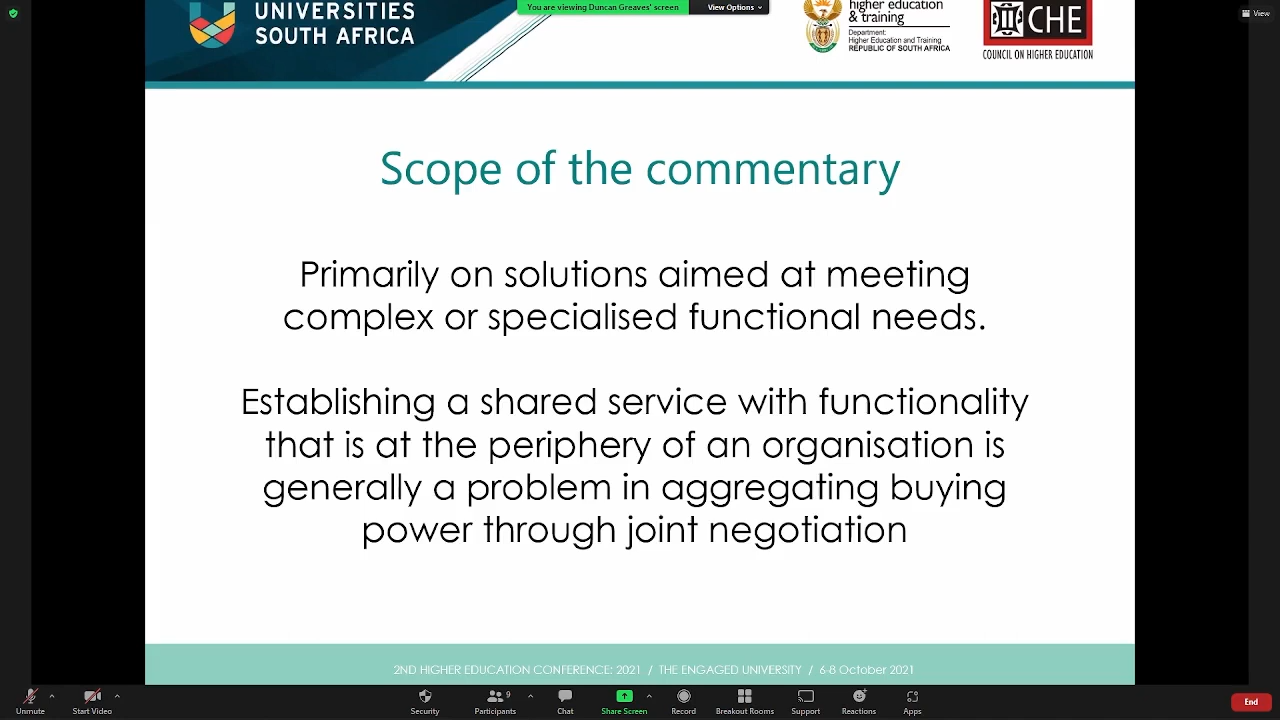 You are viewing Duncan Greaves' screen
View Options
View
UNIVERSITIES
SOUTH AFRICA
higher education
& training
Department:
Higher Education and Training
REPUBLIC OF SOUTH AFRICA
CHE
COUNCIL ON HIGHER EDUCATION
Scope of the commentary
Primarily on solutions aimed at meeting
complex or specialised functional needs.
Establishing a shared service with functionality
that is at the periphery of an organisation is
generally a problem in aggregating buying
power through joint negotiation
2ND HIGHER EDUCATION CONFERENCE: 2021 / THE ENGAGED UNIVERSITY / 6-8 October 2021
Unmute
Start Video
Security
Participants
9
Chat
Share Screen
Record
Breakout Rooms
Support
Reactions
Apps
End